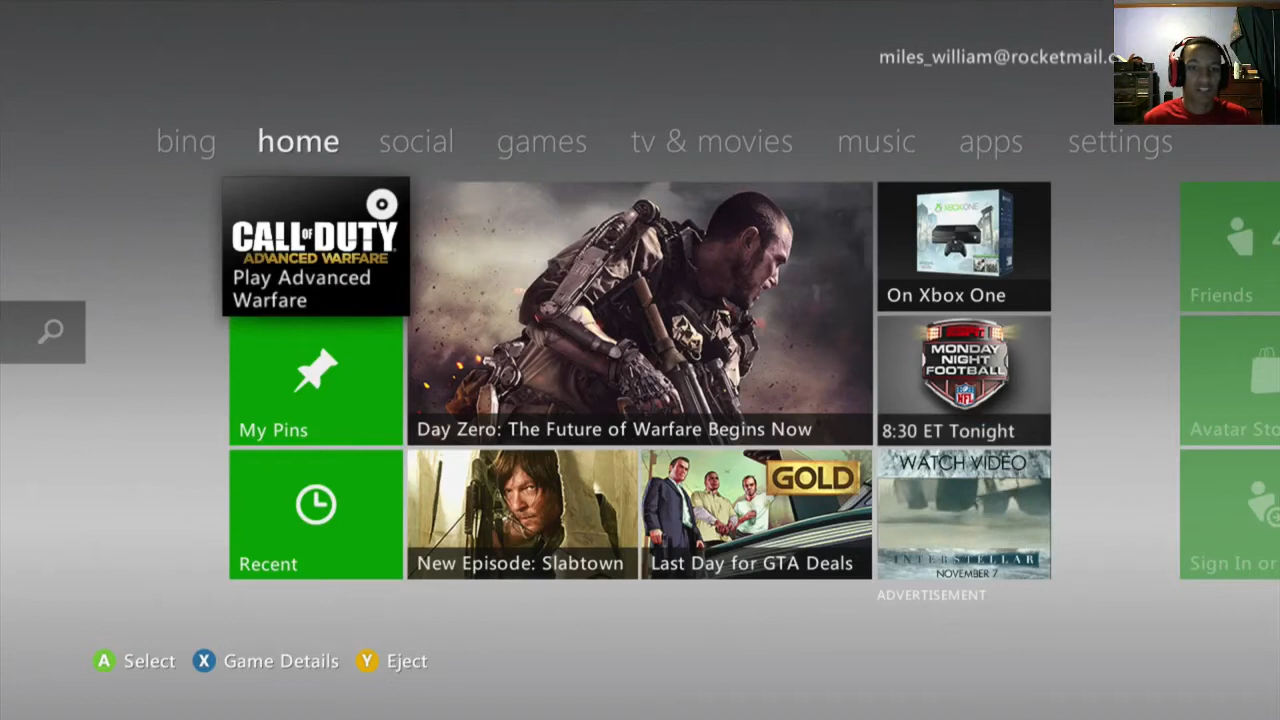 miles_william@rocketmail.c
bing home social games tv & movies music apps settings
CALL OF DUTY
ADVANCED WARFARE
Play Advanced
Warfare
My Pins
Recent
Day Zero: The Future of Warfare Begins Now
New Episode: Slabtown
GOLD
Last Day for GTA Deals
XBOX ONE
On Xbox One
MONDAY
NIGHT
FOOTBALL
NFL
8:30 ET Tonight
WATCH VIDEO
INTERSTELLAR
NOVEMBER 7
ADVERTISEMENT
Friends
Avatar Sto
Sign In or
A Select X Game Details Y Eject